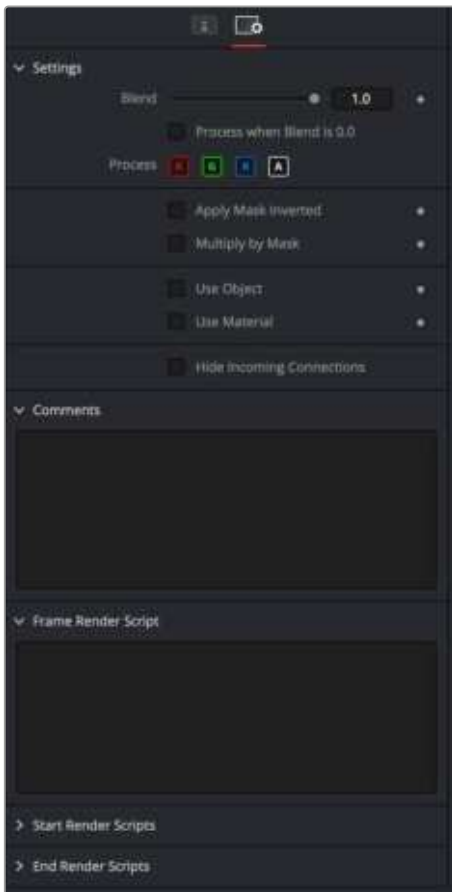 Settings
Blend 1.0
Process when Blend is 0.0
Process R G B A
Apply Mask Inverted
Multiply by Mask
Use Object
Use Material
Hide Incoming Connections
Comments
Frame Render Script
Start Render Scripts
End Render Scripts